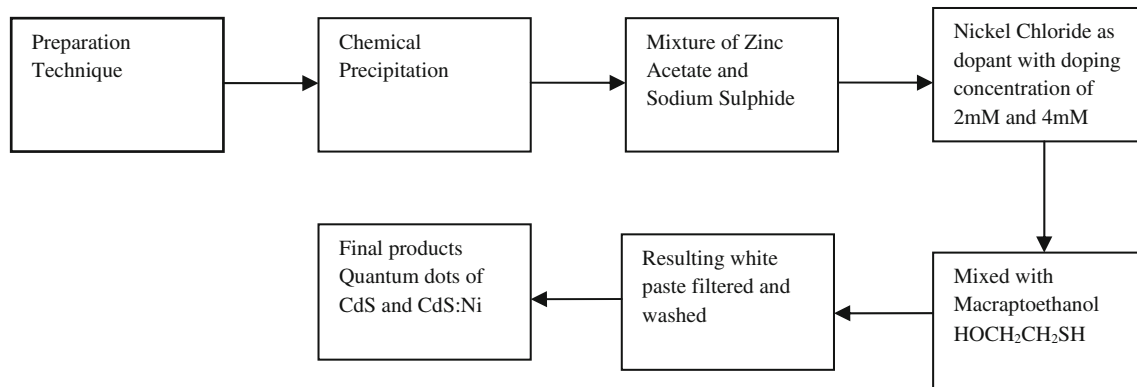 Preparation
Technique
Chemical
Precipitation
Mixture of Zinc
Acetate and
Sodium Sulphide
Nickel Chloride as
dopant with doping
concentration of
2mM and 4mM
Mixed with
Macraptoethanol
HOCH₂CH₂SH
Resulting white
paste filtered and
washed
Final products
Quantum dots of
CdS and CdS:Ni